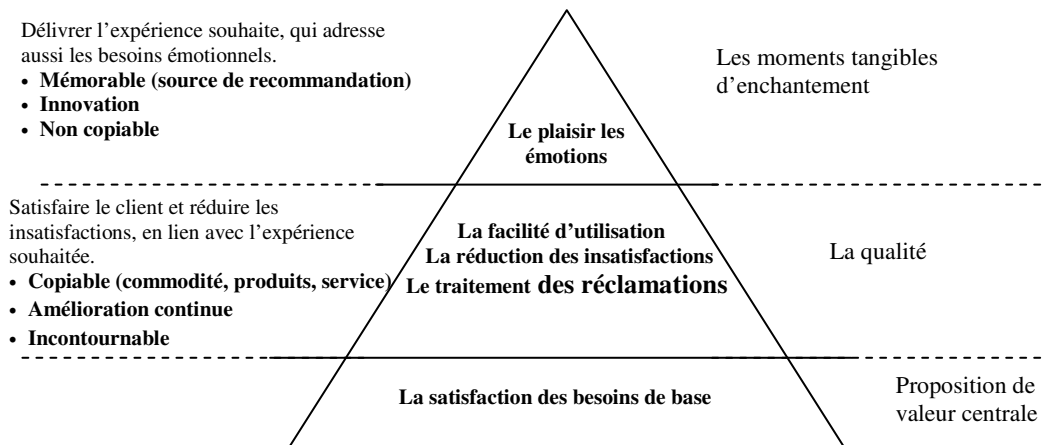 Délivrer l’expérience souhaite, qui adresse
aussi les besoins émotionnels.
• Mémorable (source de recommandation)
• Innovation
• Non copiable
Le plaisir les
émotions
Les moments tangibles
d’enchantement
Satisfaire le client et réduire les
insatisfactions, en lien avec l’expérience
souhaitée.
• Copiable (commodité, produits, service)
• Amélioration continue
• Incontournable
La facilité d’utilisation
La réduction des insatisfactions
Le traitement des réclamations
La qualité
La satisfaction des besoins de base
Proposition de
valeur centrale